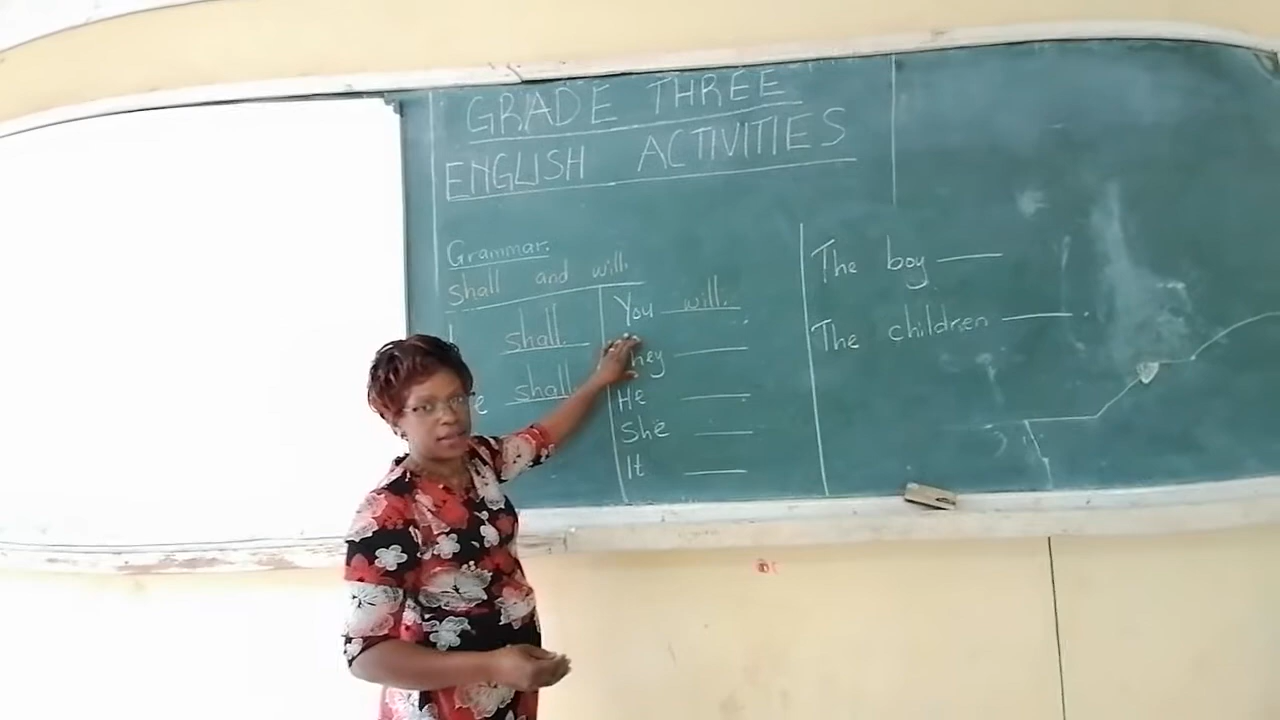 GRADE THREE
ENGLISH ACTIVITIES
Grammar.
shall and will.
I shall.
e shall.
You will.
hey
He
She
It
The boy
The children